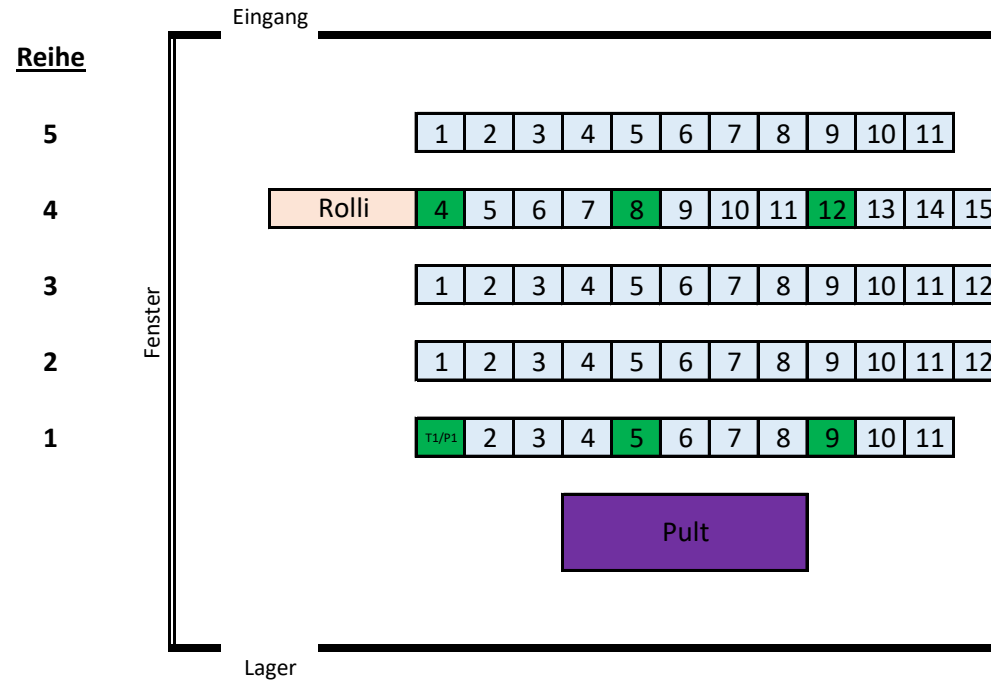 Eingang
Reihe
5 1 2 3 4 5 6 7 8 9 10 11
4 Rolli 4 5 6 7 8 9 10 11 12 13 14 15
3 1 2 3 4 5 6 7 8 9 10 11 12
Fenster
2 1 2 3 4 5 6 7 8 9 10 11 12
1 T1/P1 2 3 4 5 6 7 8 9 10 11
Pult
Lager